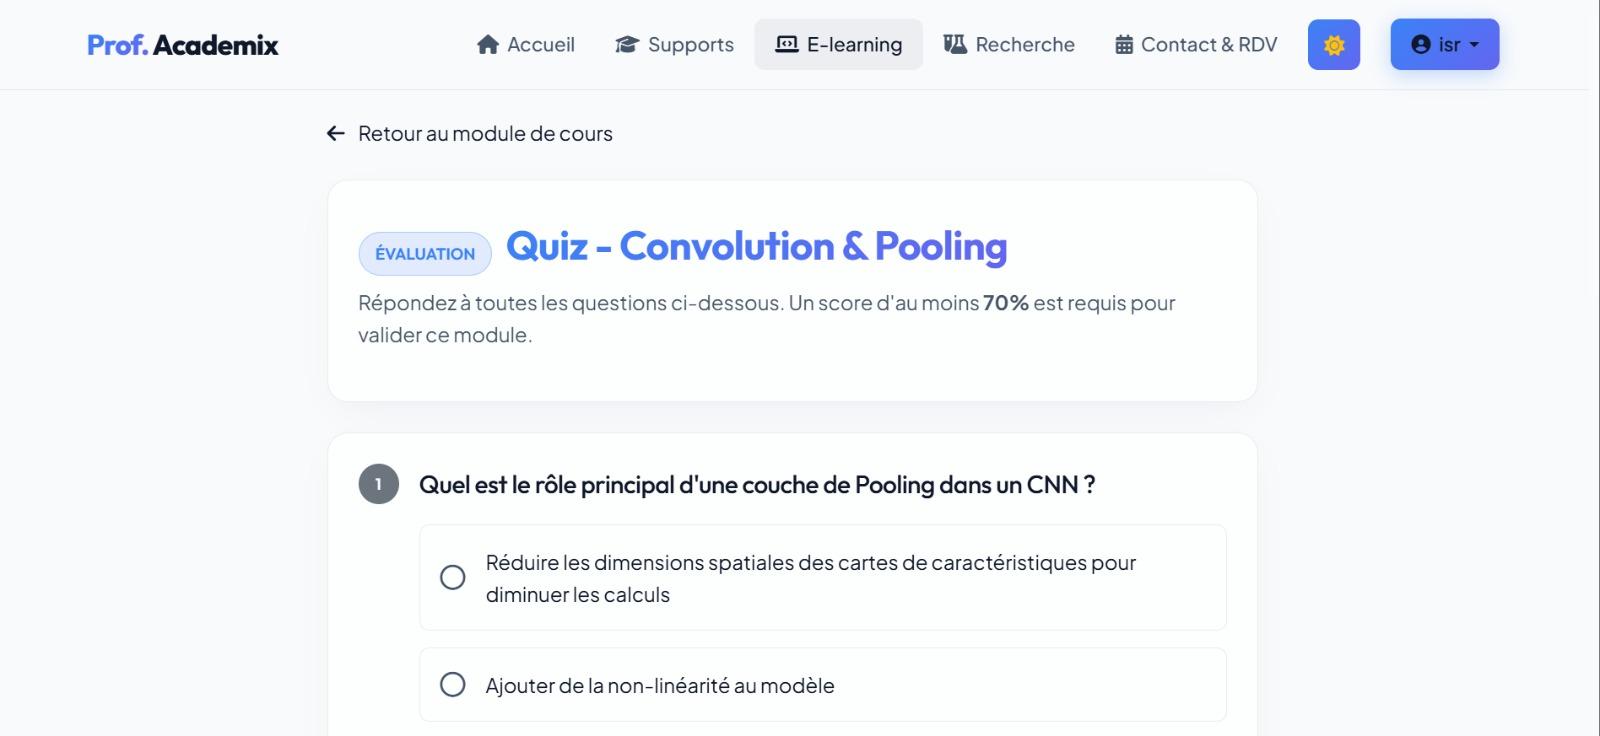 Prof. Academix
Accueil
Supports
E-learning
Recherche
Contact & RDV
isr
Retour au module de cours
ÉVALUATION Quiz - Convolution & Pooling
Répondez à toutes les questions ci-dessous. Un score d'au moins 70% est requis pour
valider ce module.
1 Quel est le rôle principal d'une couche de Pooling dans un CNN ?
Réduire les dimensions spatiales des cartes de caractéristiques pour
diminuer les calculs
Ajouter de la non-linéarité au modèle